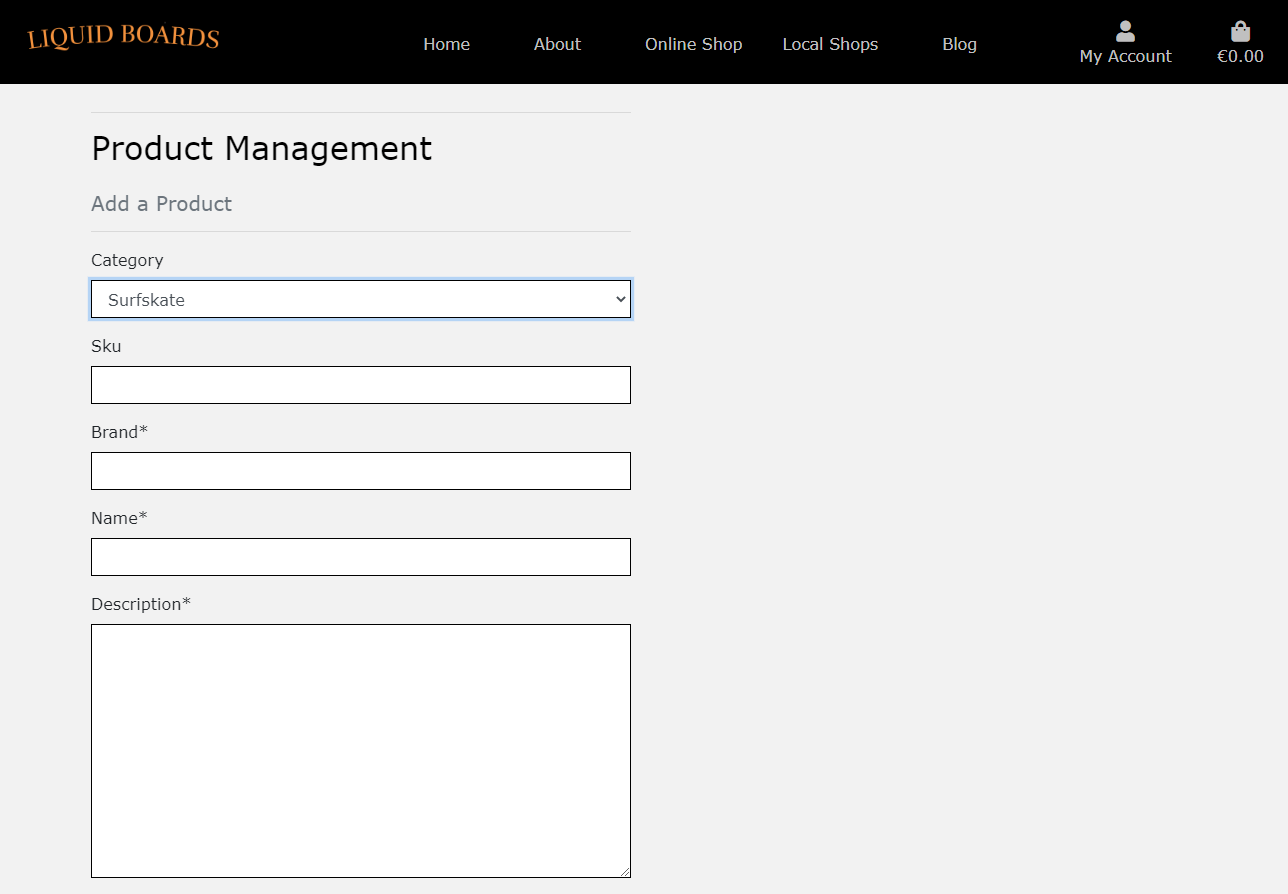 LIQUID BOARDS
Home About Online Shop Local Shops Blog My Account €0.00
Product Management
Add a Product
Category
Surfskate
Sku
Brand*
Name*
Description*